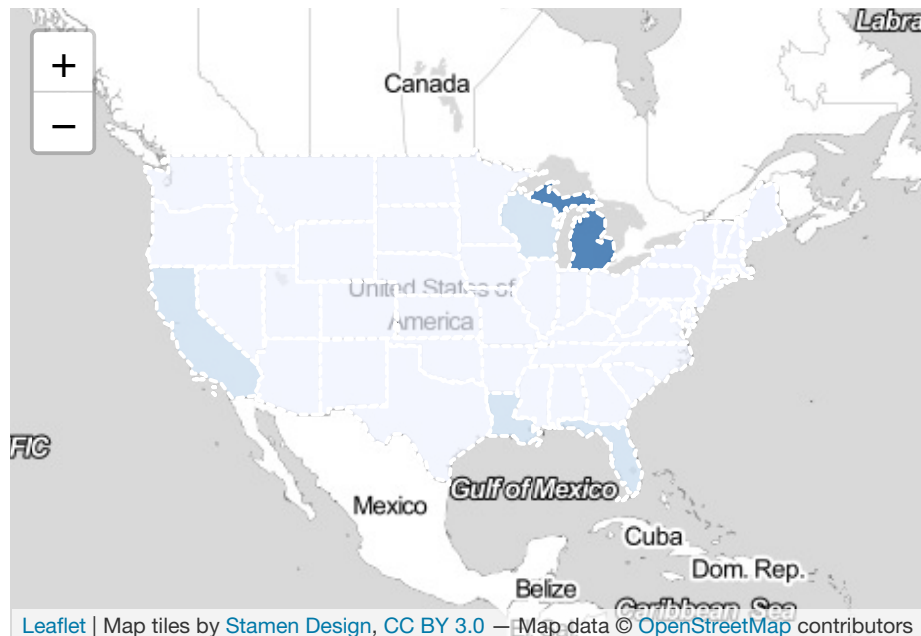 Labra
+
Canada
−
United States of
America
FIC
Gulf of Mexico
Mexico
Cuba
Dom. Rep.
Belize
Caribbean Sea
Leaflet | Map tiles by Stamen Design, CC BY 3.0 — Map data © OpenStreetMap contributors